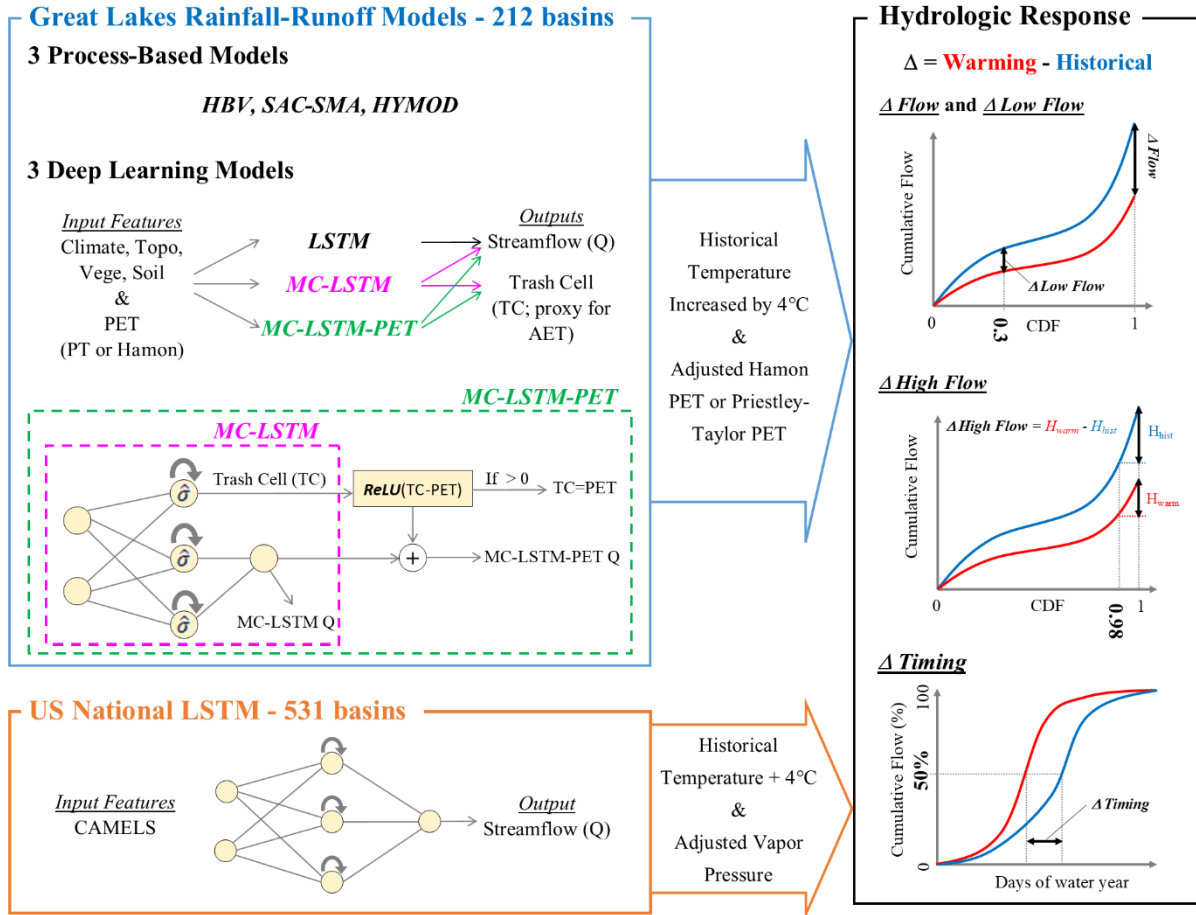 Great Lakes Rainfall-Runoff Models - 212 basins
3 Process-Based Models
HBV, SAC-SMA, HYMOD
3 Deep Learning Models
Input Features
Climate, Topo,
Vege, Soil
&
PET
(PT or Hamon)
LSTM
MC-LSTM
MC-LSTM-PET
Outputs
Streamflow (Q)
Trash Cell
(TC; proxy for
AET)
MC-LSTM-PET
MC-LSTM
Trash Cell (TC)
ReLU(TC-PET)
If > 0
TC=PET
σ̂
σ̂
σ̂
+
MC-LSTM-PET Q
MC-LSTM Q
Historical
Temperature
Increased by 4°C
&
Adjusted Hamon
PET or Priestley-
Taylor PET
US National LSTM - 531 basins
Input Features
CAMELS
Output
Streamflow (Q)
Historical
Temperature + 4°C
&
Adjusted Vapor
Pressure
Hydrologic Response
Δ = Warming - Historical
Δ Flow and Δ Low Flow
Cumulative Flow
Δ Flow
Δ Low Flow
0
0.3
CDF
1
Δ High Flow
Δ High Flow = H_warm - H_hist
H_hist
H_warm
Cumulative Flow
0
CDF
0.98
1
Δ Timing
Cumulative Flow (%)
100
50%
0
Δ Timing
Days of water year